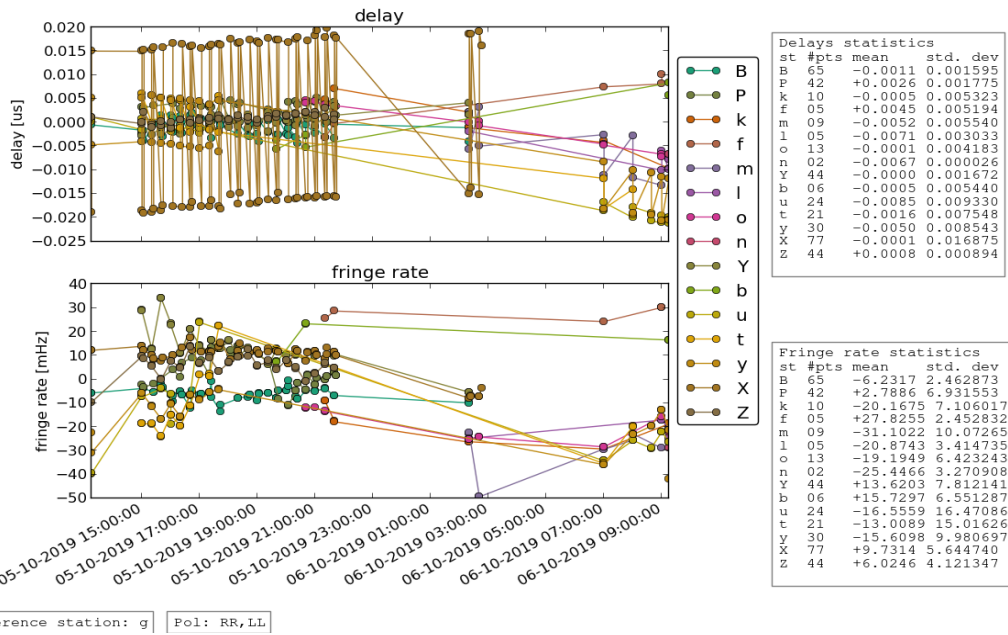 delay
0.020
0.015
0.010
0.005
0.000
−0.005
−0.010
−0.015
−0.020
−0.025
delay [us]
fringe rate
40
30
20
10
0
−10
−20
−30
−40
−50
fringe rate [mHz]
05-10-2019 15:00:00
05-10-2019 17:00:00
05-10-2019 19:00:00
05-10-2019 21:00:00
05-10-2019 23:00:00
06-10-2019 01:00:00
06-10-2019 03:00:00
06-10-2019 05:00:00
06-10-2019 07:00:00
06-10-2019 09:00:00
B
P
k
f
m
l
o
n
Y
b
u
t
y
X
Z
Delays statistics
st #pts mean std. dev
B 65 −0.0011 0.001595
P 42 +0.0026 0.001775
k 10 −0.0005 0.005323
f 05 +0.0045 0.005194
m 09 −0.0052 0.005540
l 05 −0.0071 0.003033
o 13 −0.0001 0.004183
n 02 −0.0067 0.000026
Y 44 −0.0000 0.001672
b 06 −0.0005 0.005440
u 24 −0.0085 0.009330
t 21 −0.0016 0.007548
y 30 −0.0050 0.008543
X 77 −0.0001 0.016875
Z 44 +0.0008 0.000894
Fringe rate statistics
st #pts mean std. dev
B 65 −6.2317 2.462873
P 42 +2.7886 6.931553
k 10 −20.1675 7.106017
f 05 +27.8255 2.452832
m 09 −31.1022 10.07265
l 05 −20.8743 3.414735
o 13 −19.1949 6.423243
n 02 −25.4466 3.270908
Y 44 +13.6203 7.812141
b 06 +15.7297 6.551287
u 24 −16.5559 16.47086
t 21 −13.0089 15.01626
y 30 −15.6098 9.980697
X 77 +9.7314 5.644740
Z 44 +6.0246 4.121347
erence station: g
Pol: RR,LL